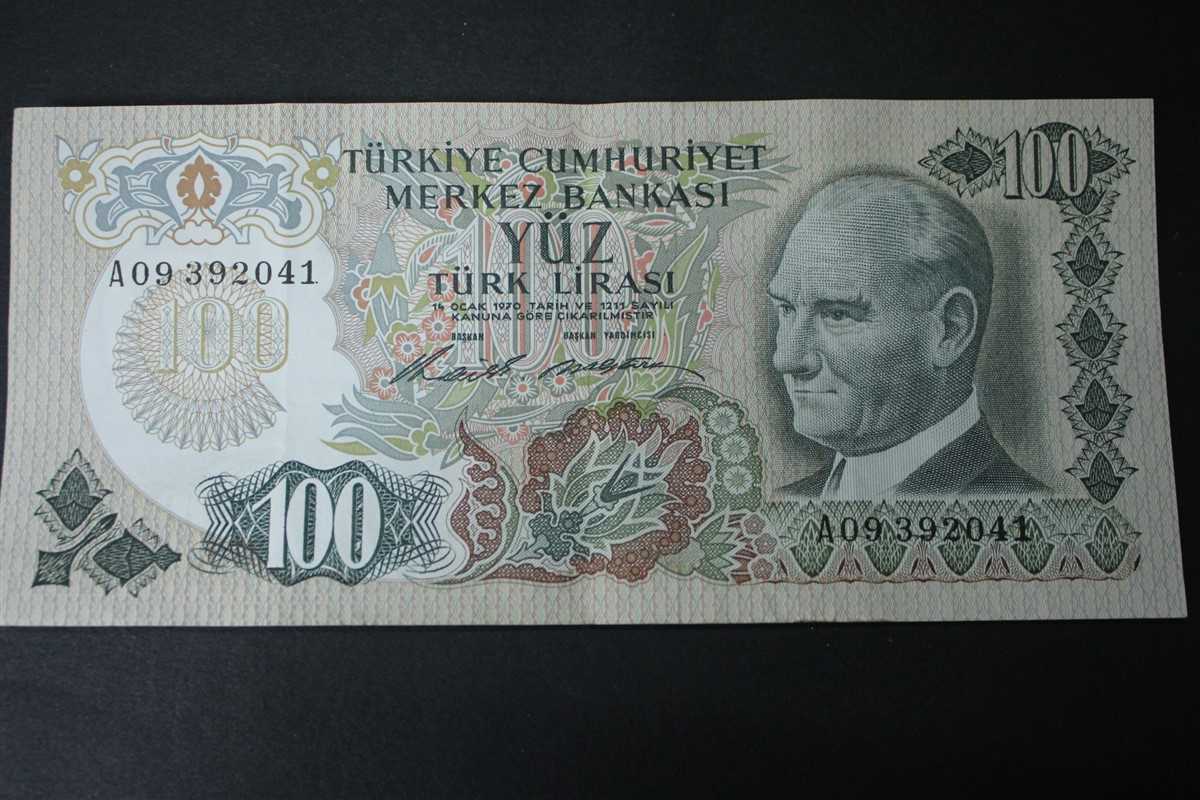 TÜRKİYE CUMHURİYET
MERKEZ BANKASI
100
100
YÜZ
TÜRK LİRASI
14 OCAK 1970 TARİH VE 1211 SAYILI
KANUNA GÖRE ÇIKARILMIŞTIR
BAŞKAN BAŞKAN YARDIMCISI
A09 392041
100
100
A09 392041